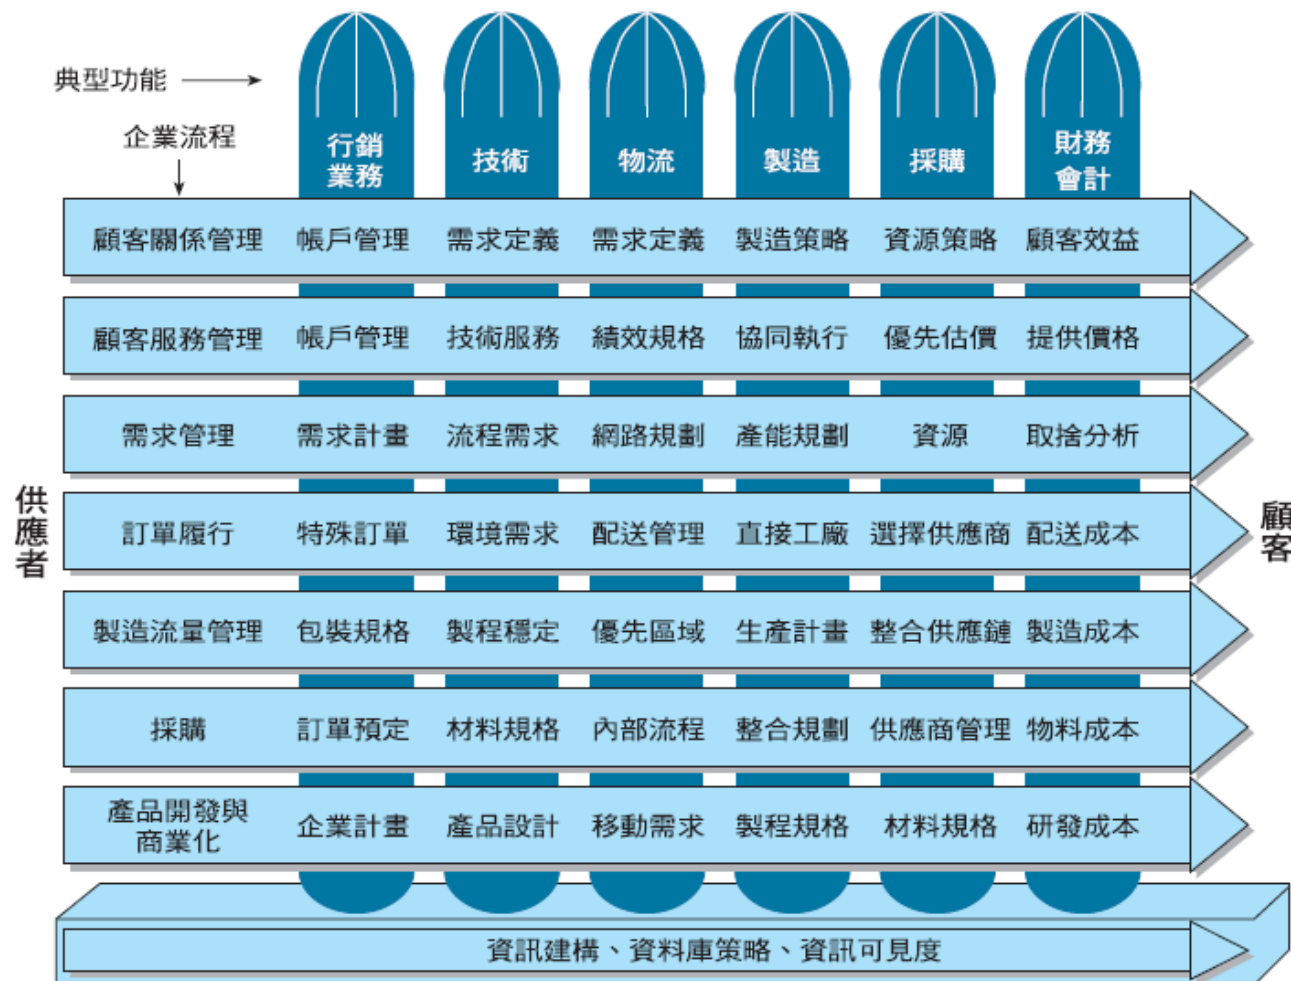 典型功能
企業流程
行銷
業務
技術
物流
製造
採購
財務
會計
顧客關係管理 帳戶管理 需求定義 需求定義 製造策略 資源策略 顧客效益
顧客服務管理 帳戶管理 技術服務 績效規格 協同執行 優先估價 提供價格
需求管理 需求計畫 流程需求 網路規劃 產能規劃 資源 取捨分析
供應者
訂單履行 特殊訂單 環境需求 配送管理 直接工廠 選擇供應商 配送成本
顧客
製造流量管理 包裝規格 製程穩定 優先區域 生產計畫 整合供應鏈 製造成本
採購 訂單預定 材料規格 內部流程 整合規劃 供應商管理 物料成本
產品開發與
商業化
企業計畫 產品設計 移動需求 製程規格 材料規格 研發成本
資訊建構、資料庫策略、資訊可見度